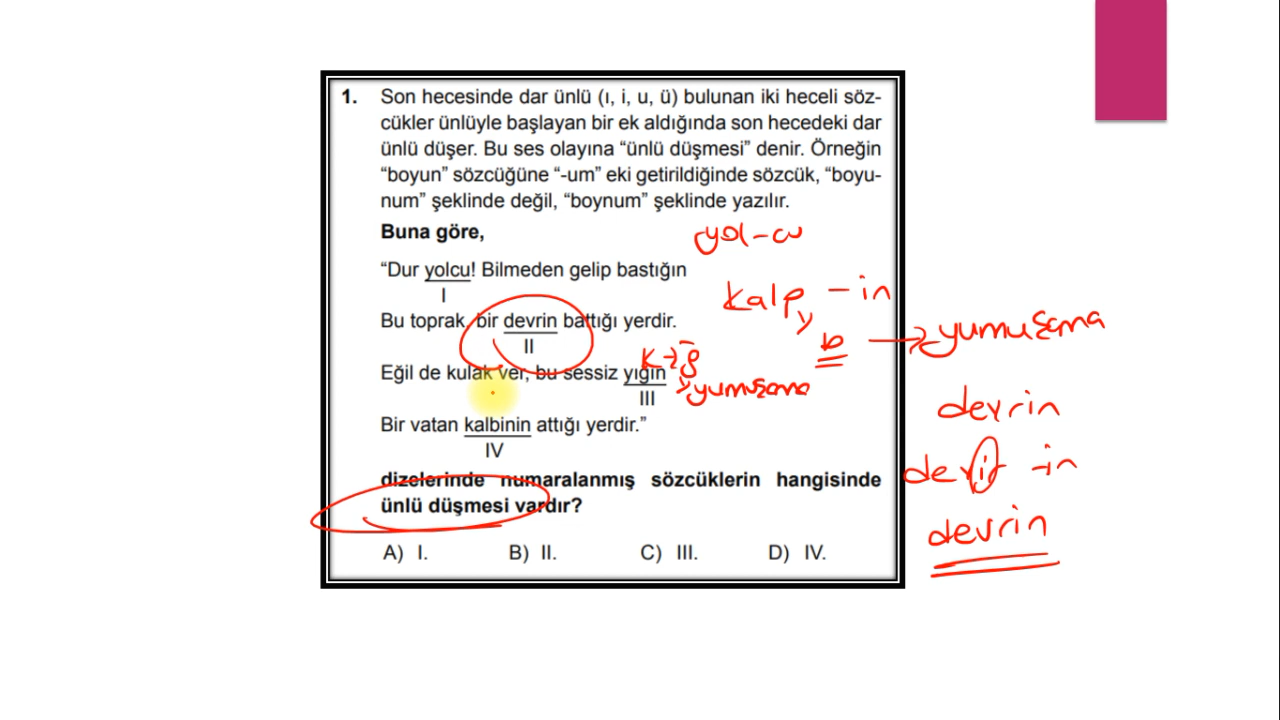 1. Son hecesinde dar ünlü (ı, i, u, ü) bulunan iki heceli söz-
cükler ünlüyle başlayan bir ek aldığında son hecedeki dar
ünlü düşer. Bu ses olayına “ünlü düşmesi” denir. Örneğin
“boyun” sözcüğüne “-um” eki getirildiğinde sözcük, “boyu-
num” şeklinde değil, “boynum” şeklinde yazılır.
Buna göre,
yol-cu
“Dur yolcu! Bilmeden gelip bastığın
I
kalp -in
Bu toprak, bir devrin battığı yerdir.
II
b → yumuşama
k→ğ
Eğil de kulak ver, bu sessiz yığın
III
yumuşama
devrin
Bir vatan kalbinin attığı yerdir.”
IV
devir -in
dizelerinde numaralanmış sözcüklerin hangisinde
ünlü düşmesi vardır?
devrin
A) I. B) II. C) III. D) IV.